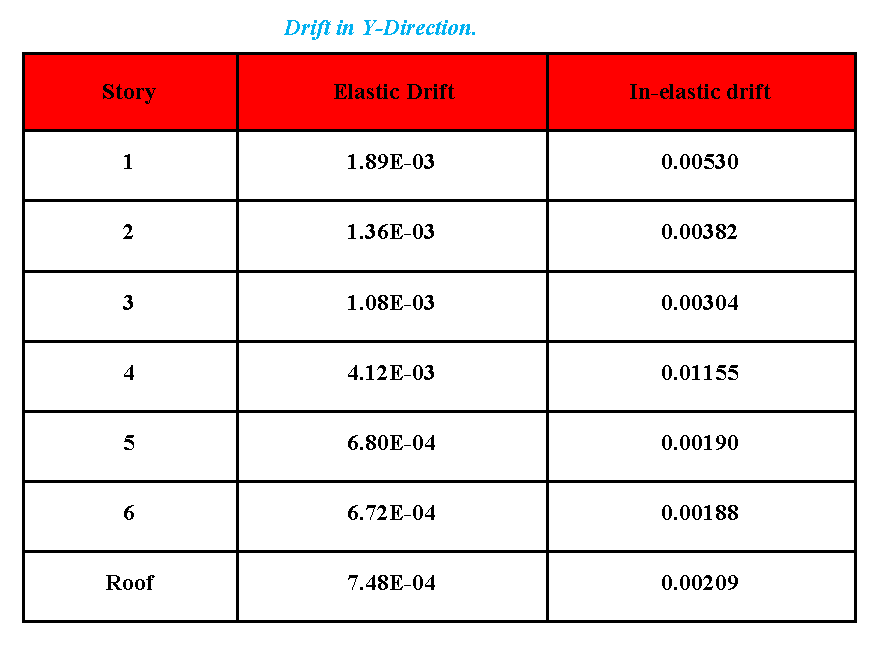 Drift in Y-Direction.
Story Elastic Drift In-elastic drift
1 1.89E-03 0.00530
2 1.36E-03 0.00382
3 1.08E-03 0.00304
4 4.12E-03 0.01155
5 6.80E-04 0.00190
6 6.72E-04 0.00188
Roof 7.48E-04 0.00209